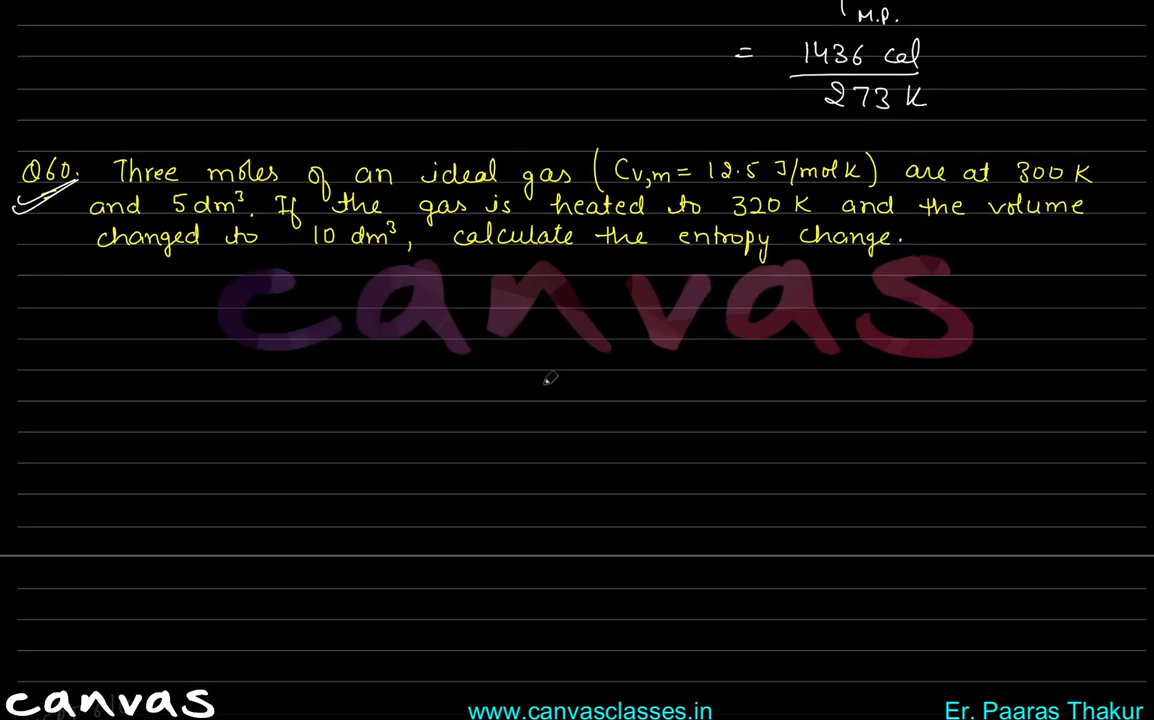 T M.P.
= 1436 cal
273 K
Q60. Three moles of an ideal gas (Cv,m = 12.5 J/mol K) are at 300 K
and 5 dm³. If the gas is heated to 320 K and the volume
changed to 10 dm³, calculate the entropy change.
canvas
canvas
www.canvasclasses.in
Er. Paaras Thakur